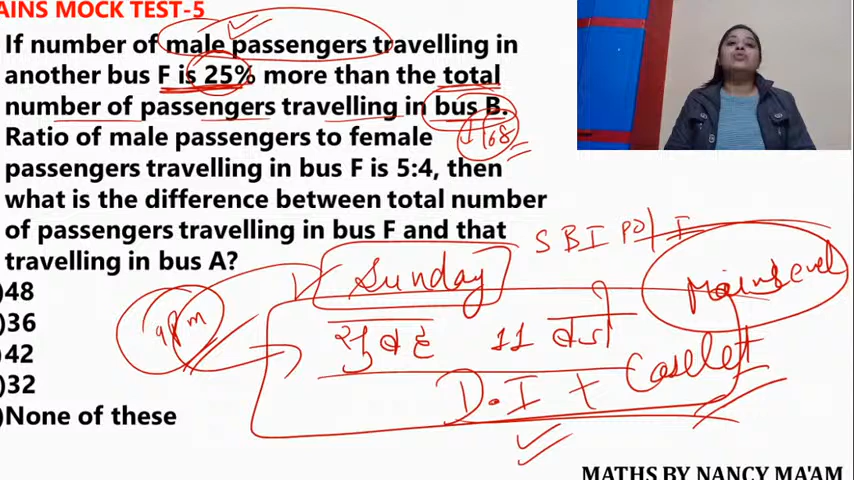 AINS MOCK TEST-5
If number of male passengers travelling in
another bus F is 25% more than the total
number of passengers travelling in bus B.
Ratio of male passengers to female
168
passengers travelling in bus F is 5:4, then
what is the difference between total number
of passengers travelling in bus F and that
travelling in bus A?
SBI PO/
Sunday
Mains level
)48
)36
9PM
सुबह 11 बजे
)42
)32
D.I + Caselet
)None of these
MATHS BY NANCY MA'AM